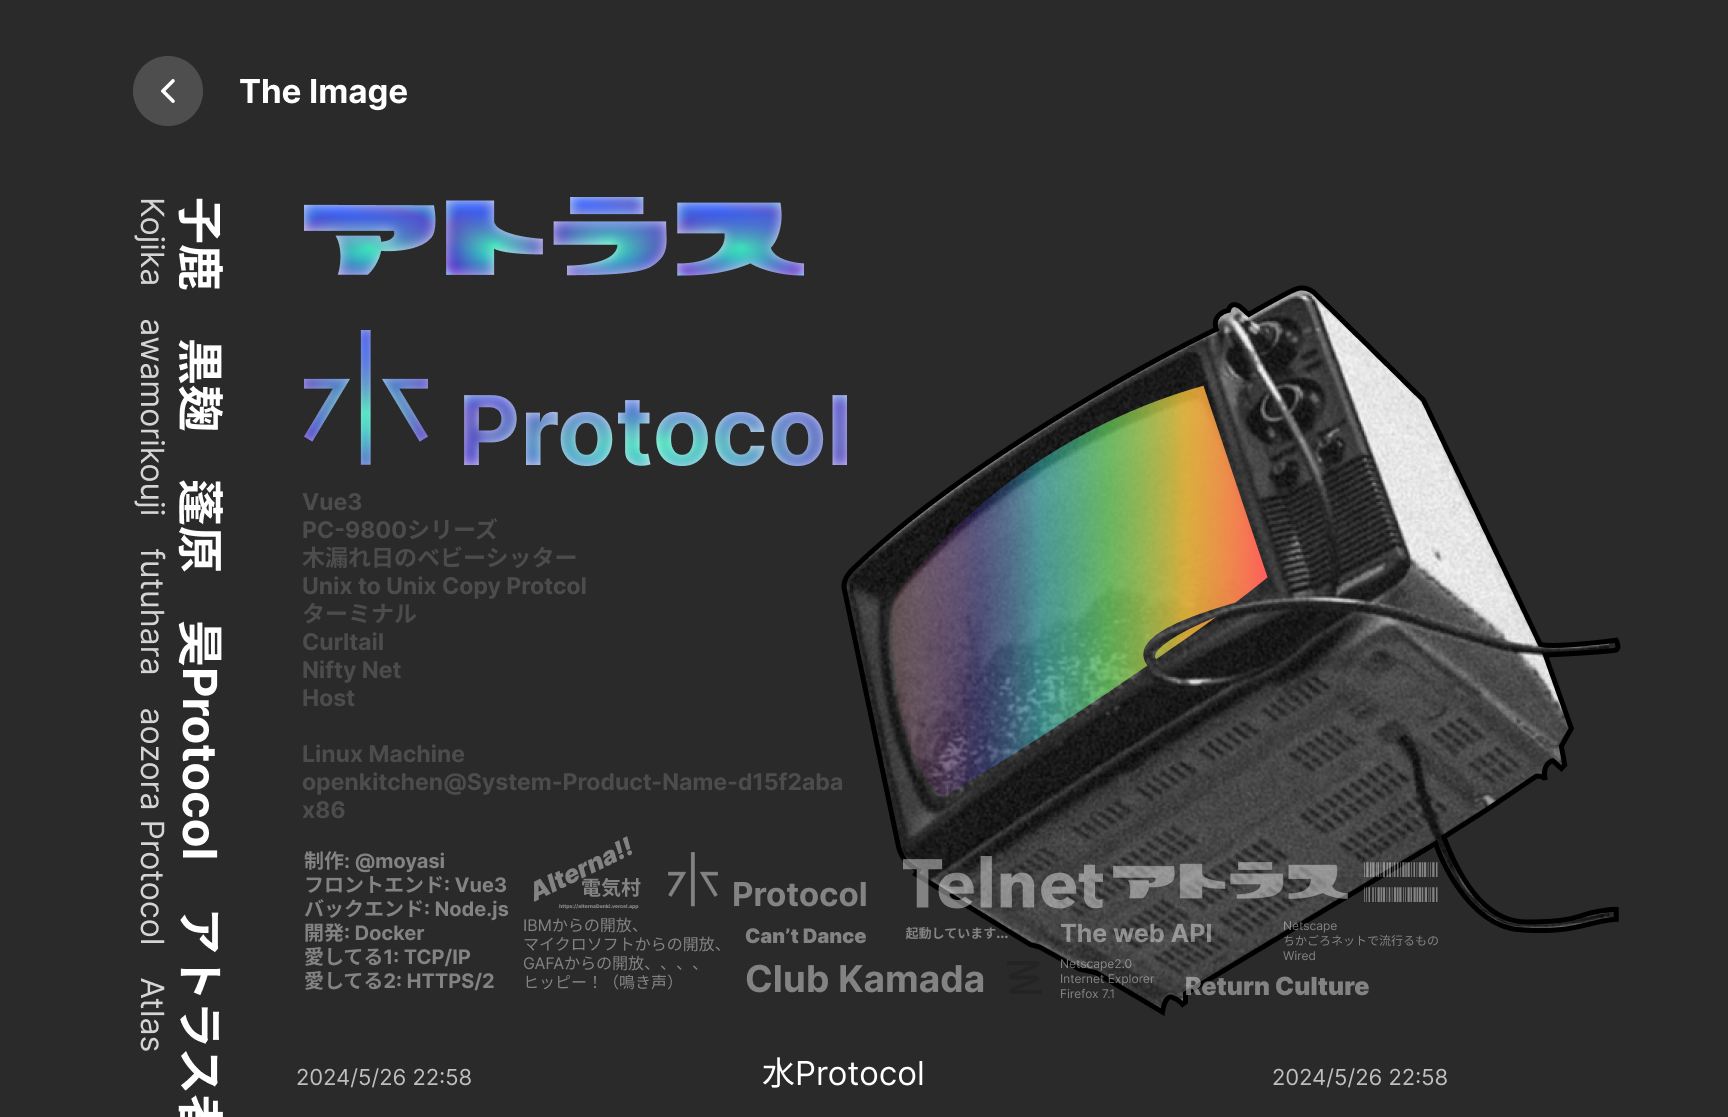 The Image
子鹿 黒麹 蓬原 昊Protocol アトラス者
Kojika awamorikouji futuhara aozora Protocol Atlas
アトラス
水 Protocol
Vue3
PC-9800シリーズ
木漏れ日のベビーシッター
Unix to Unix Copy Protcol
ターミナル
Curltail
Nifty Net
Host
Linux Machine
openkitchen@System-Product-Name-d15f2aba
x86
制作: @moyasi
フロントエンド: Vue3
バックエンド: Node.js
開発: Docker
愛してる1: TCP/IP
愛してる2: HTTPS/2
Alterna!!
電気村
https://alternaDenki.vercel.app
IBMからの開放、
マイクロソフトからの開放、
GAFAからの開放、、、、
ヒッピー！（鳴き声）
水 Protocol
Can’t Dance
Club Kamada
Telnet アトラス
起動しています...
The web API
Netscape2.0
Internet Explorer
Firefox 7.1
Netscape
ちかごろネットで流行るもの
Wired
Return Culture
2024/5/26 22:58
水Protocol
2024/5/26 22:58